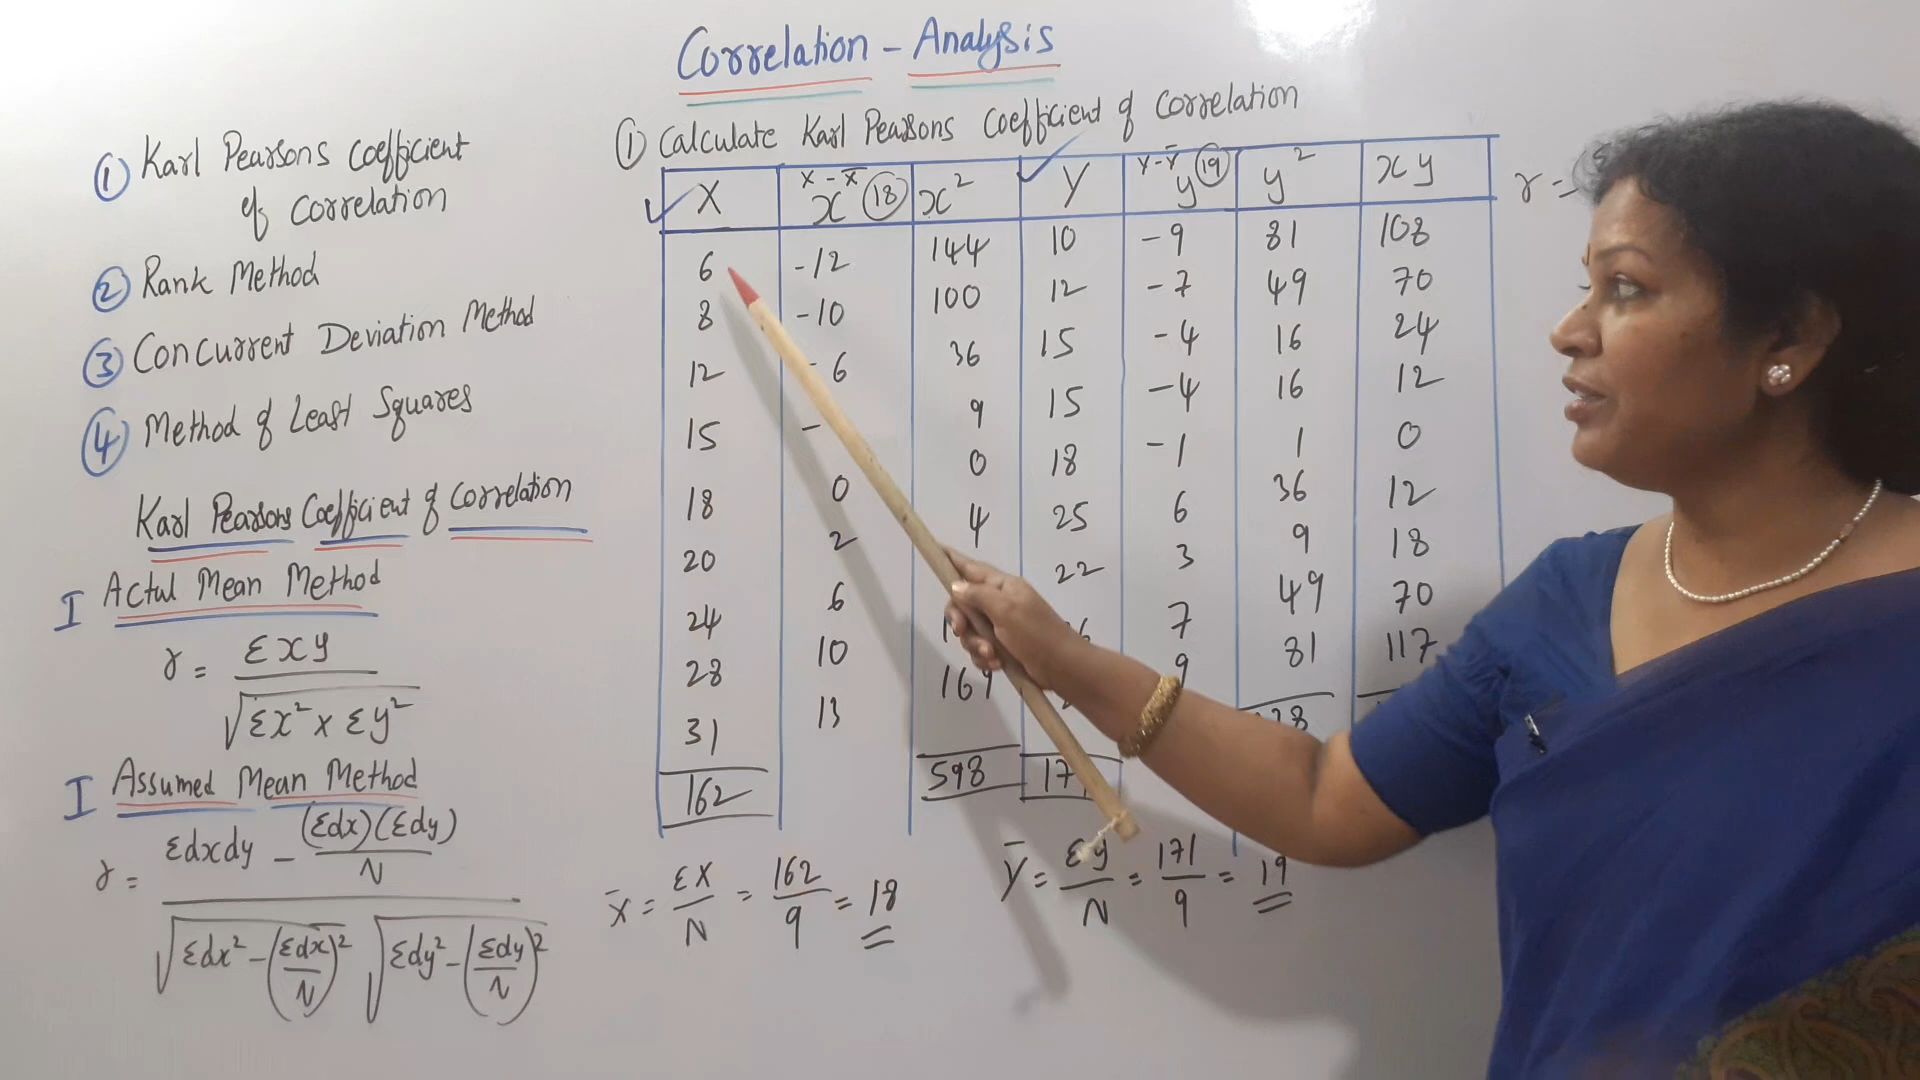 Correlation - Analysis
① Karl Pearsons Coefficient
of Correlation
② Rank Method
③ Concurrent Deviation Method
④ Method of Least Squares
Karl Pearsons Coefficient of Correlation
I Actul Mean Method
r = Σxy / √Σx² x Σy²
I Assumed Mean Method
r = Σdxdy - (Σdx)(Σdy)/N / √Σdx² - (Σdx/N)² √Σdy² - (Σdy/N)²
① Calculate Karl Pearsons Coefficient of Correlation
✓ X X - X̄ x ⑱ x² ✓ Y Y - Ȳ y ⑲ y² xy
6 -12 144 10 -9 81 108
8 -10 100 12 -7 49 70
12 -6 36 15 -4 16 24
15 - 9 15 -4 16 12
18 0 0 18 -1 1 0
20 2 4 25 6 36 12
24 6 22 3 9 18
28 10 7 49 70
31 13 169 9 81 117
162 598 17
X̄ = ΣX/N = 162/9 = 18
Ȳ = Σy/N = 171/9 = 19
r =